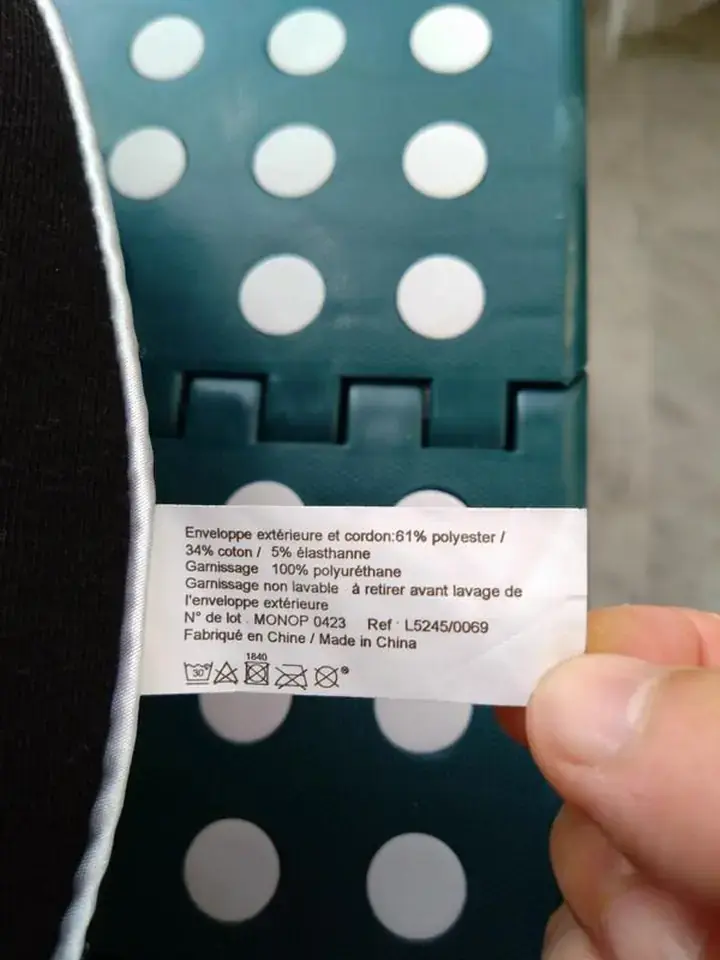 Enveloppe extérieure et cordon:61% polyester /
34% coton / 5% élasthanne
Garnissage 100% polyuréthane
Garnissage non lavable à retirer avant lavage de
l'enveloppe extérieure
N° de lot . MONOP 0423 Ref : L5245/0069
Fabriqué en Chine / Made in China
1840
30°